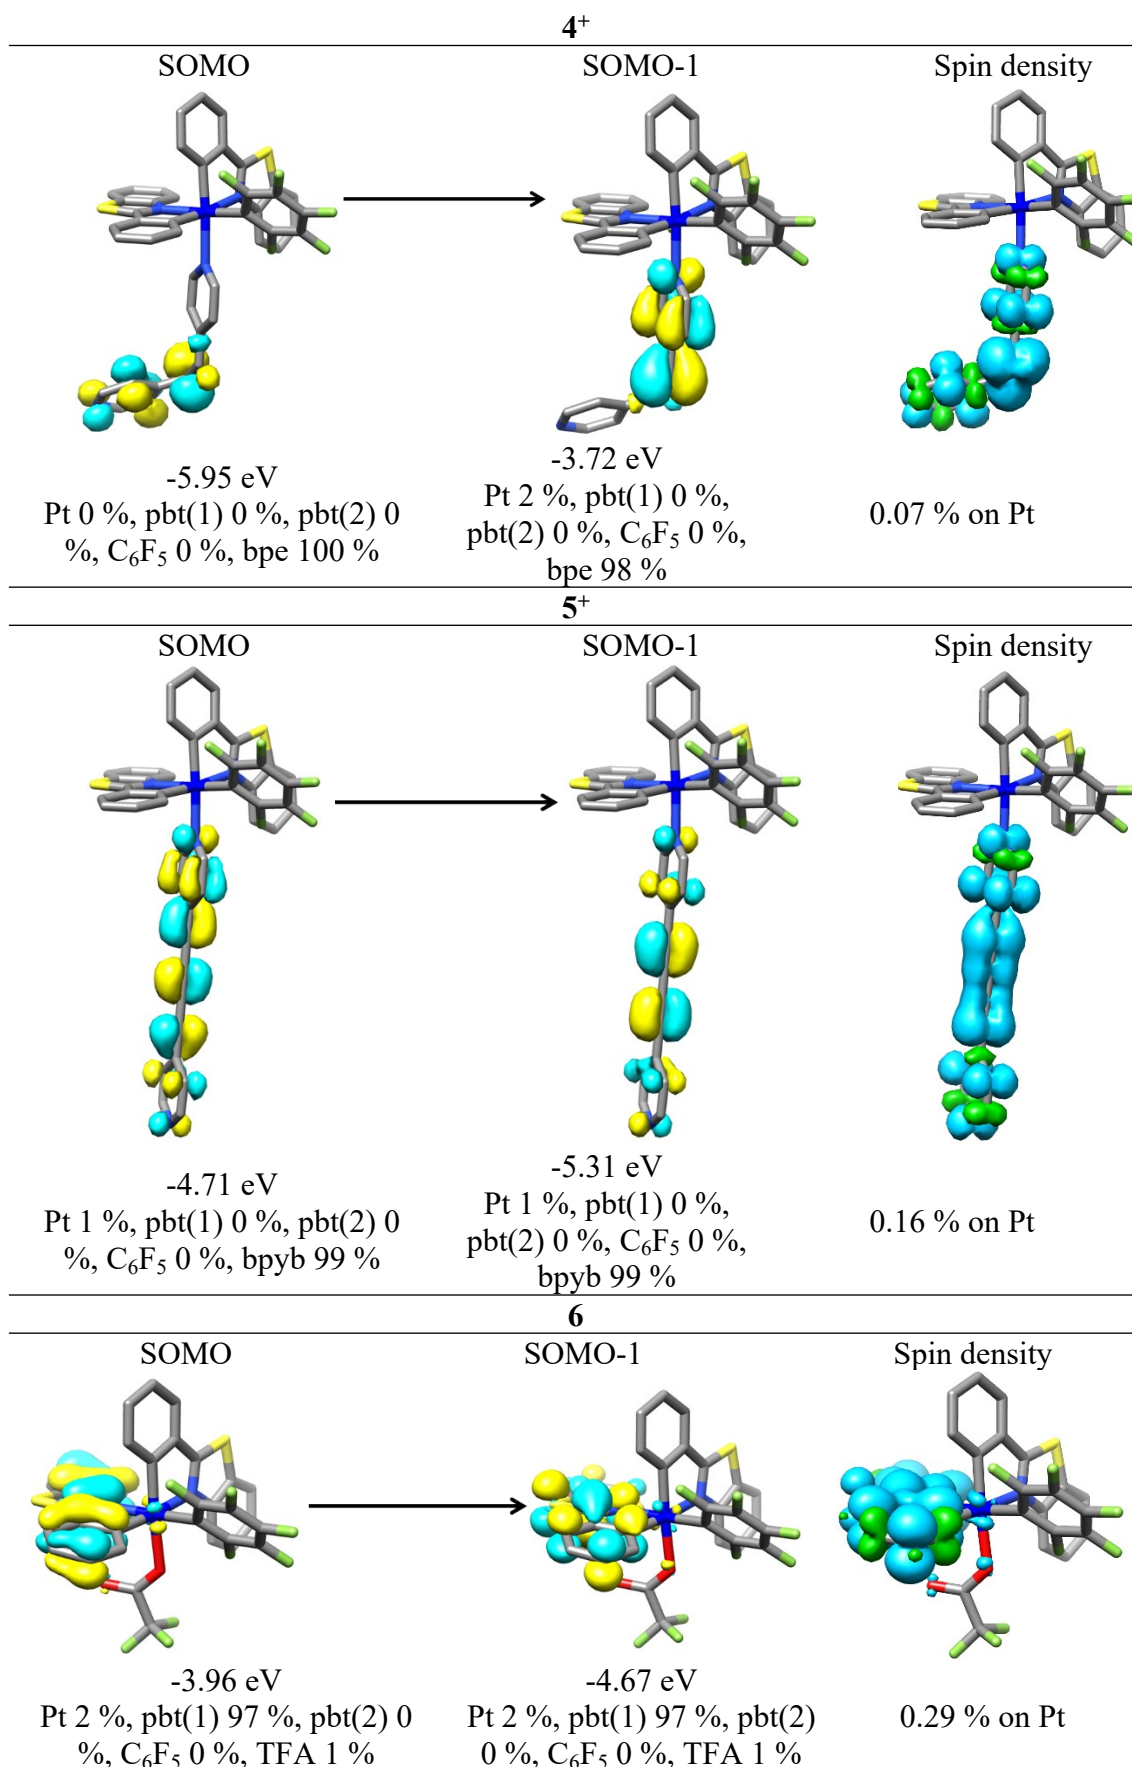 4+
SOMO
SOMO-1
Spin density
-5.95 eV
Pt 0 %, pbt(1) 0 %, pbt(2) 0
%, C6F5 0 %, bpe 100 %
-3.72 eV
Pt 2 %, pbt(1) 0 %,
pbt(2) 0 %, C6F5 0 %,
bpe 98 %
0.07 % on Pt
5+
SOMO
SOMO-1
Spin density
-4.71 eV
Pt 1 %, pbt(1) 0 %, pbt(2) 0
%, C6F5 0 %, bpyb 99 %
-5.31 eV
Pt 1 %, pbt(1) 0 %,
pbt(2) 0 %, C6F5 0 %,
bpyb 99 %
0.16 % on Pt
6
SOMO
SOMO-1
Spin density
-3.96 eV
Pt 2 %, pbt(1) 97 %, pbt(2) 0
%, C6F5 0 %, TFA 1 %
-4.67 eV
Pt 2 %, pbt(1) 97 %, pbt(2)
0 %, C6F5 0 %, TFA 1 %
0.29 % on Pt